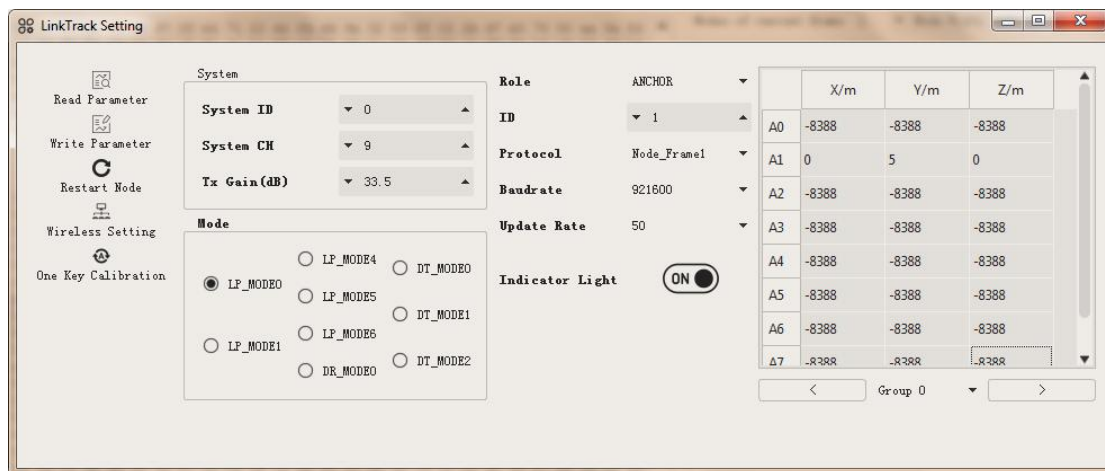 LinkTrack Setting
Read Parameter
Write Parameter
Restart Node
Wireless Setting
One Key Calibration
System
System ID 0
System CH 9
Tx Gain(dB) 33.5
Mode
LP_MODE0
LP_MODE1
LP_MODE4
LP_MODE5
LP_MODE6
DR_MODE0
DT_MODE0
DT_MODE1
DT_MODE2
Role ANCHOR
ID 1
Protocol Node_Frame1
Baudrate 921600
Update Rate 50
Indicator Light ON
X/m Y/m Z/m
A0 -8388 -8388 -8388
A1 0 5 0
A2 -8388 -8388 -8388
A3 -8388 -8388 -8388
A4 -8388 -8388 -8388
A5 -8388 -8388 -8388
A6 -8388 -8388 -8388
A7 -8388 -8388 -8388
< Group 0 >